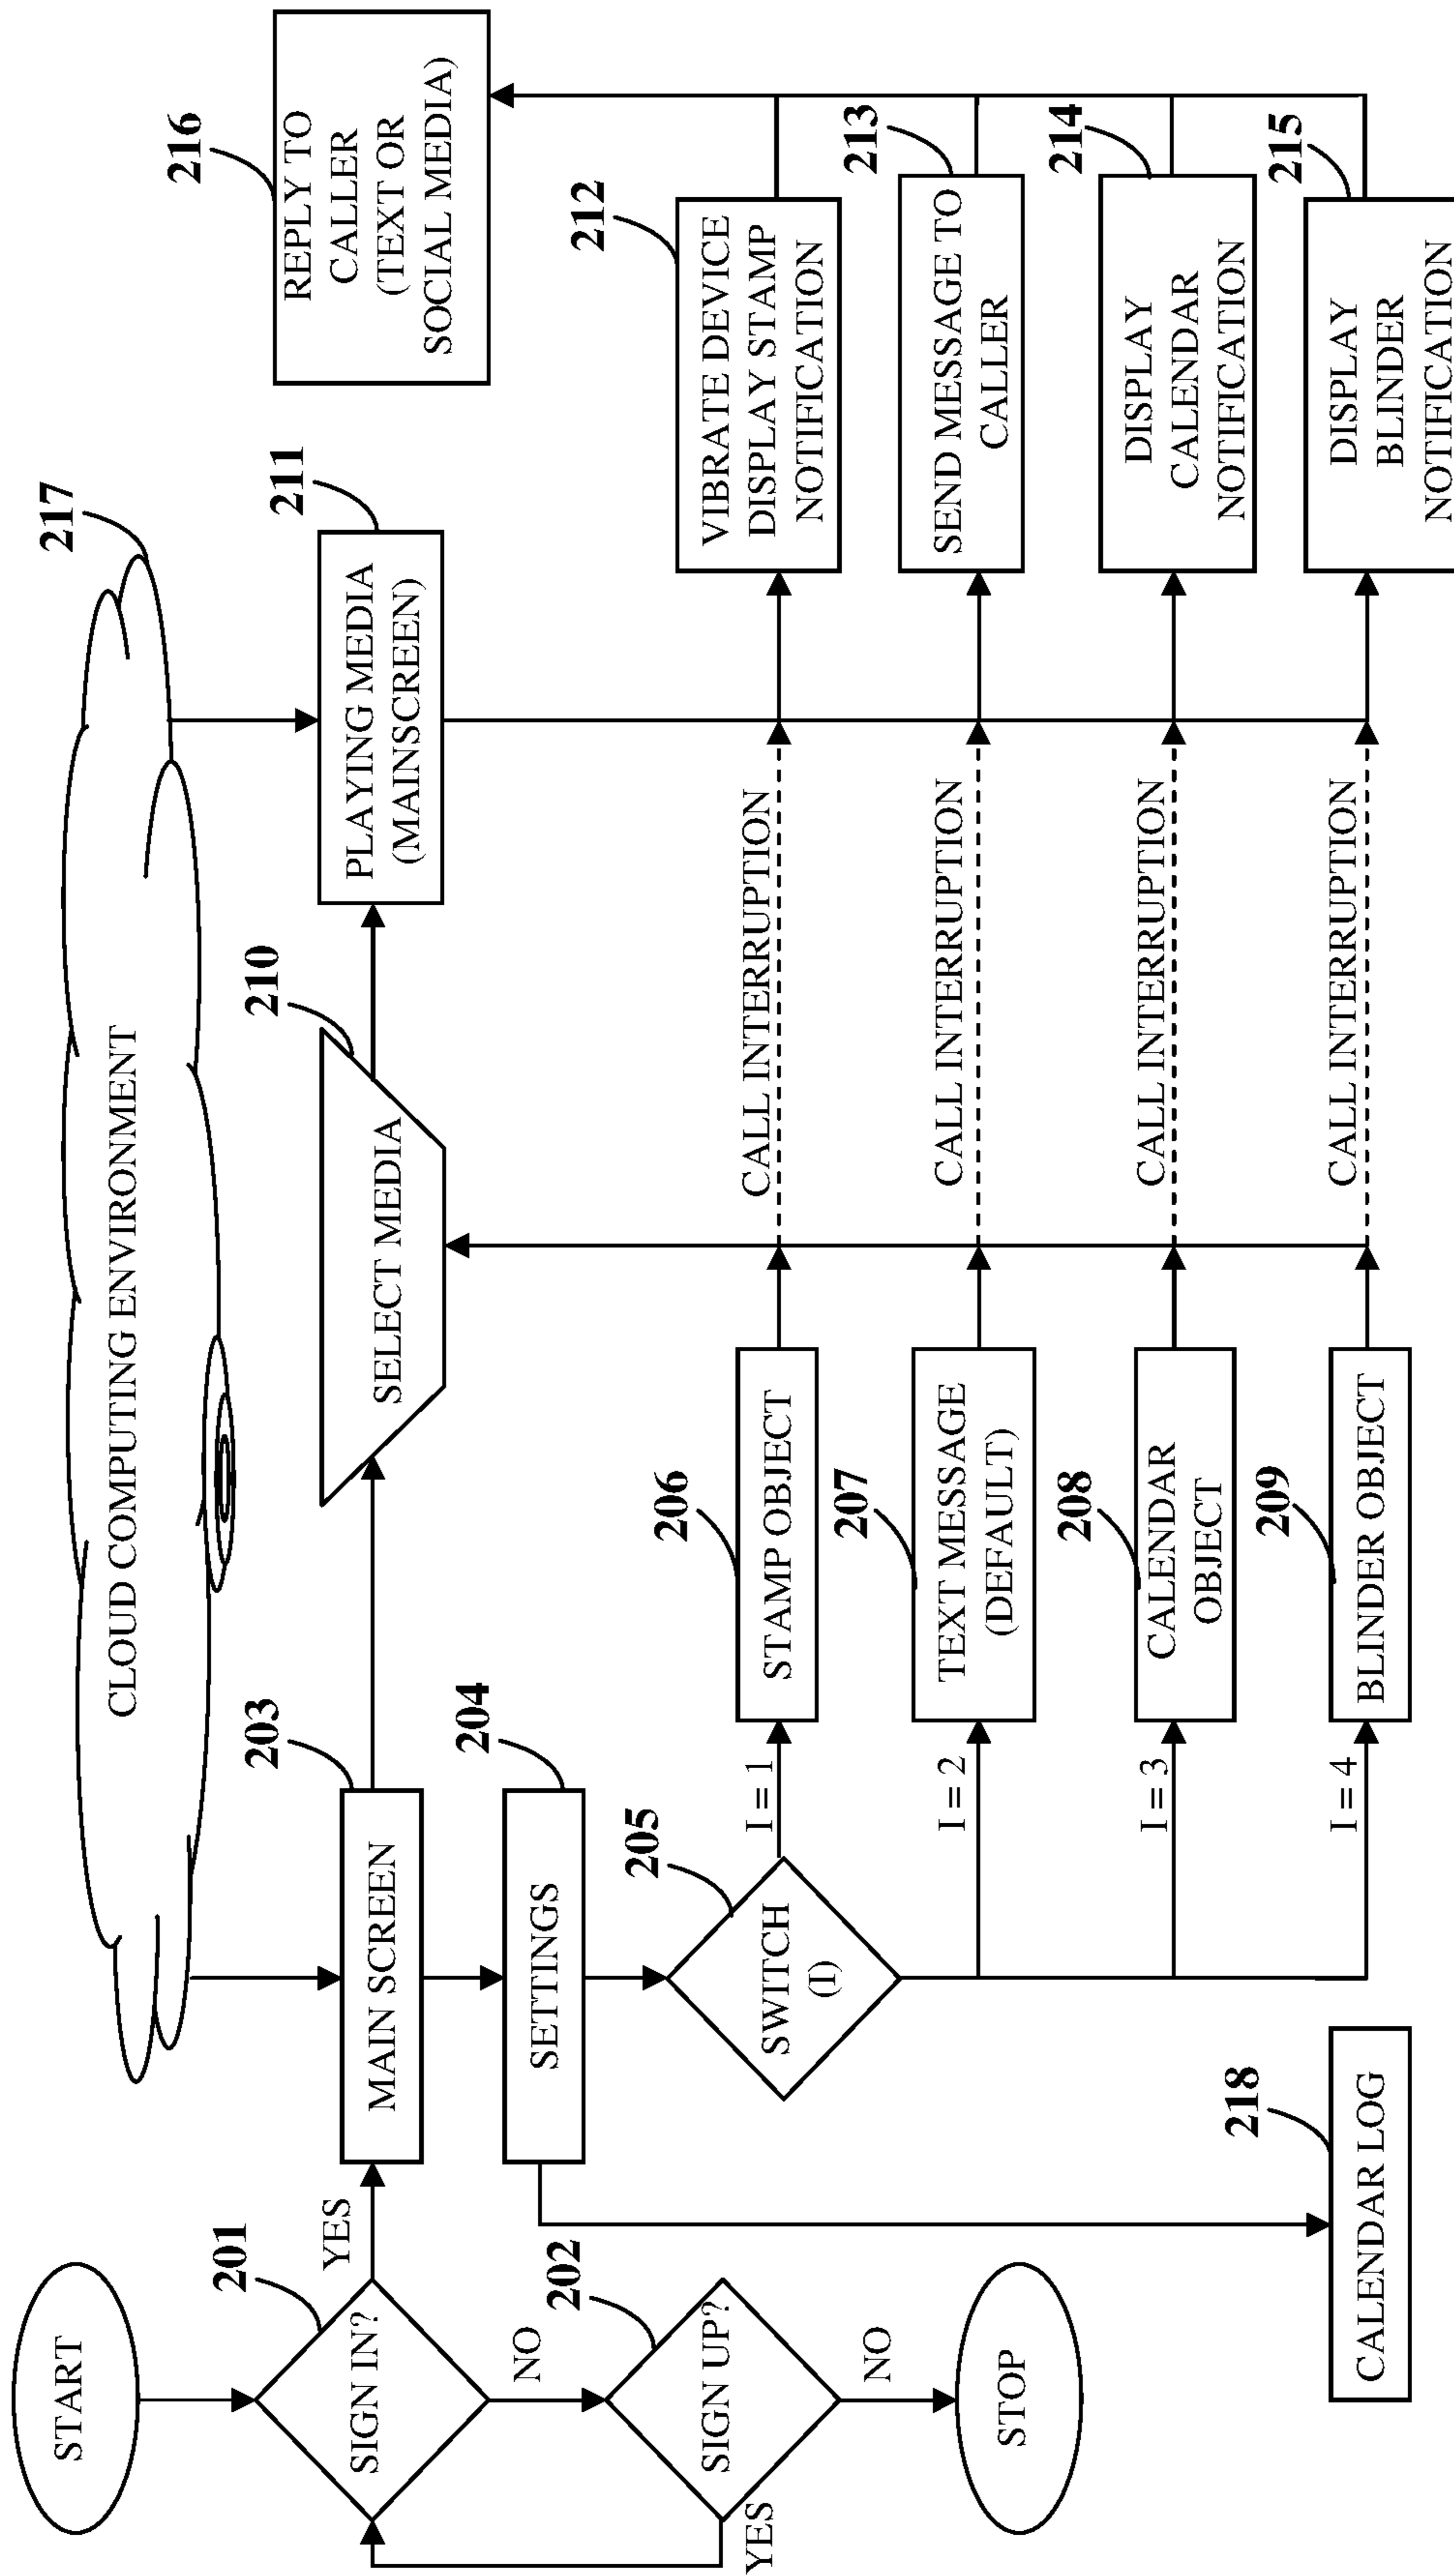 START
201
SIGN IN?
YES
NO
202
SIGN UP?
YES
NO
STOP
217
CLOUD COMPUTING ENVIRONMENT
203
MAIN SCREEN
204
SETTINGS
205
SWITCH
(I)
218
CALENDAR LOG
I = 1
I = 2
I = 3
I = 4
206
STAMP OBJECT
207
TEXT MESSAGE
(DEFAULT)
208
CALENDAR
OBJECT
209
BLINDER OBJECT
210
SELECT MEDIA
CALL INTERRUPTION
CALL INTERRUPTION
CALL INTERRUPTION
CALL INTERRUPTION
211
PLAYING MEDIA
(MAINSCREEN)
212
VIBRATE DEVICE
DISPLAY STAMP
NOTIFICATION
213
SEND MESSAGE TO
CALLER
214
DISPLAY
CALENDAR
NOTIFICATION
215
DISPLAY
BLINDER
NOTIFICATION
216
REPLY TO
CALLER
(TEXT OR
SOCIAL MEDIA)